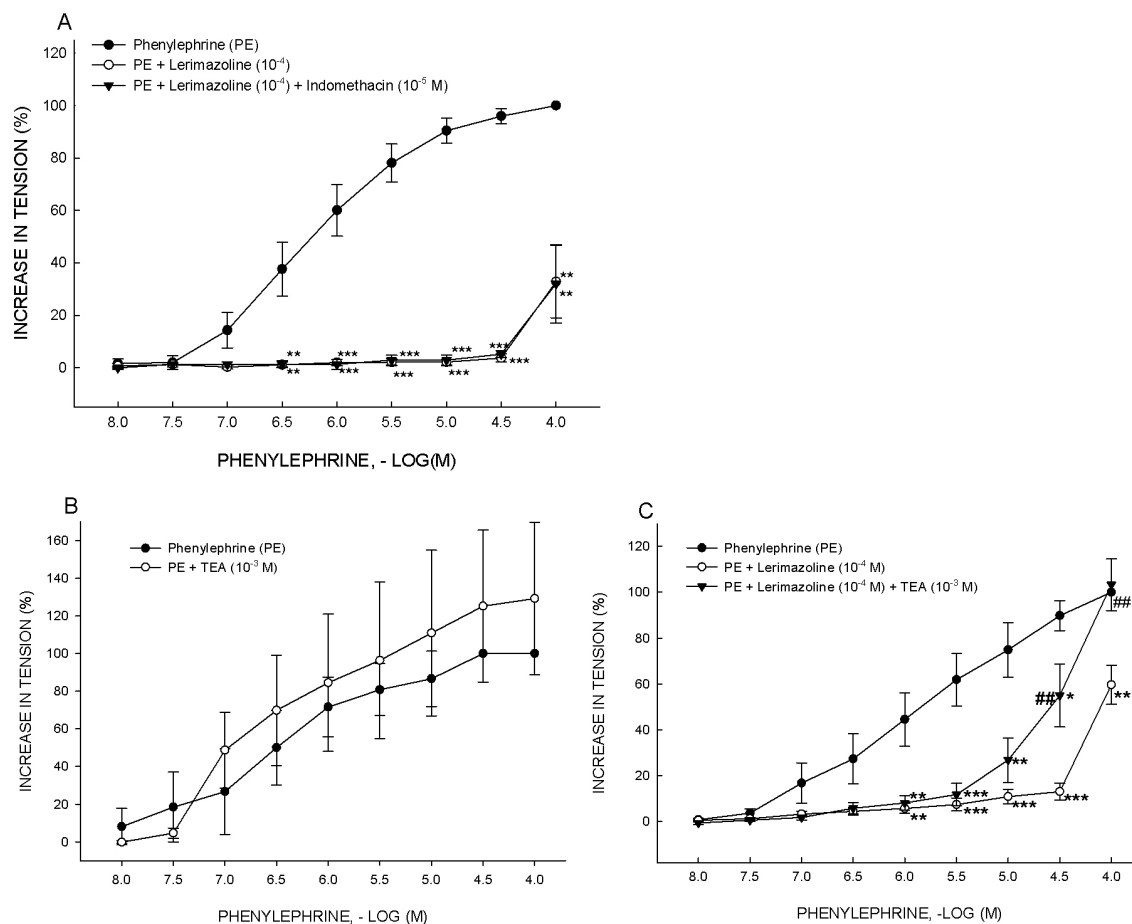 A
Phenylephrine (PE)
PE + Lerimazoline (10⁻⁴)
PE + Lerimazoline (10⁻⁴) + Indomethacin (10⁻⁵ M)
INCREASE IN TENSION (%)
120
100
80
60
40
20
0
** *** *** *** *** **
** *** *** *** *** **
8.0 7.5 7.0 6.5 6.0 5.5 5.0 4.5 4.0
PHENYLEPHRINE, - LOG(M)
B
Phenylephrine (PE)
PE + TEA (10⁻³ M)
INCREASE IN TENSION (%)
160
140
120
100
80
60
40
20
0
8.0 7.5 7.0 6.5 6.0 5.5 5.0 4.5 4.0
PHENYLEPHRINE, - LOG (M)
C
Phenylephrine (PE)
PE + Lerimazoline (10⁻⁴ M)
PE + Lerimazoline (10⁻⁴ M) + TEA (10⁻³ M)
INCREASE IN TENSION (%)
120
100
80
60
40
20
0
##
## * **
**
** *** *** ***
** ***
8.0 7.5 7.0 6.5 6.0 5.5 5.0 4.5 4.0
PHENYLEPHRINE, -LOG (M)